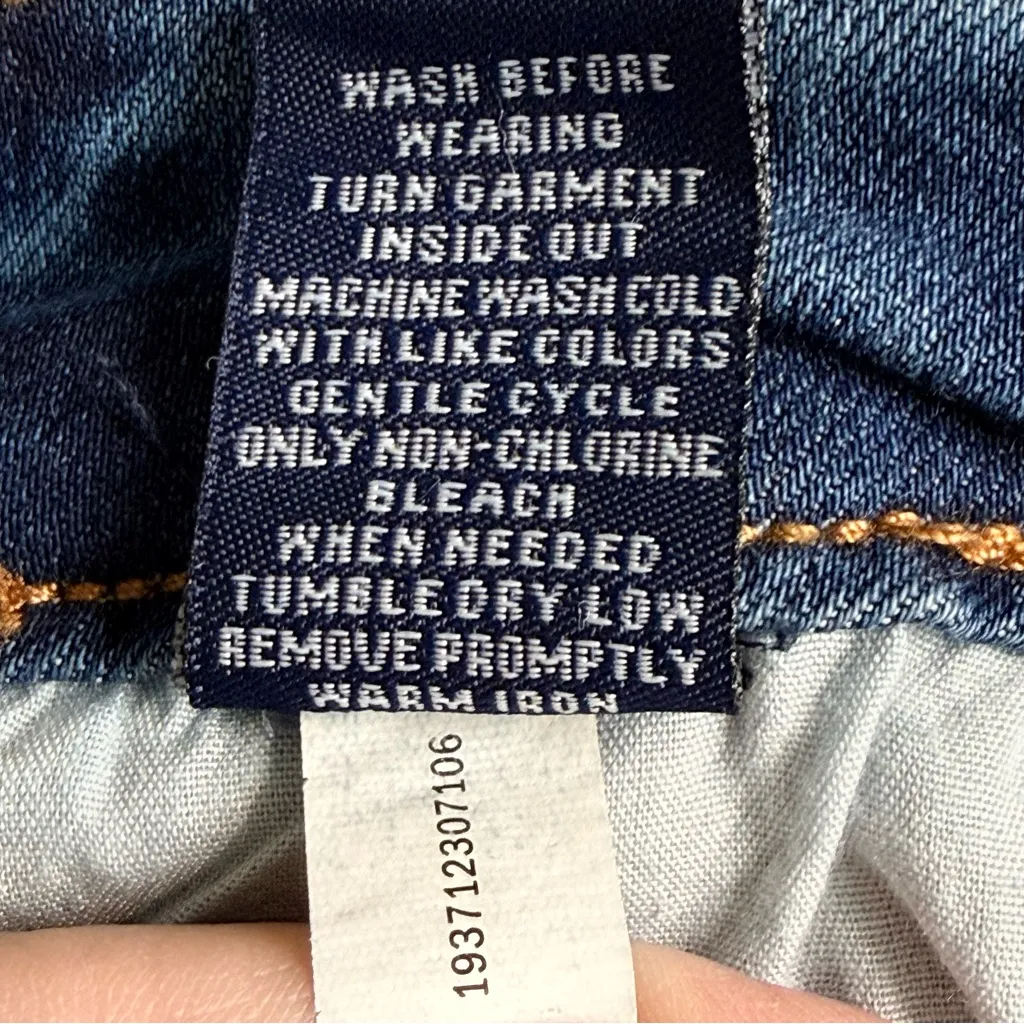 WASH BEFORE
WEARING
TURN GARMENT
INSIDE OUT
MACHINE WASH COLD
WITH LIKE COLORS
GENTLE CYCLE
ONLY NON-CHLORINE
BLEACH
WHEN NEEDED
TUMBLE DRY LOW
REMOVE PROMPTLY
WARM IRON
193712307106